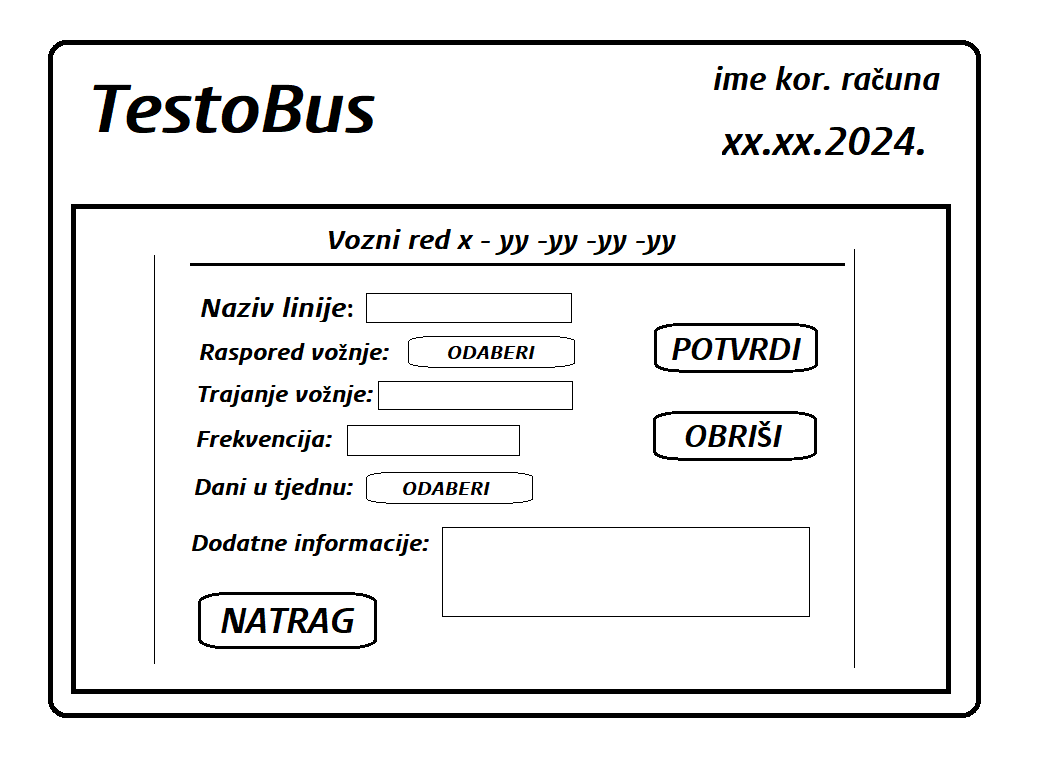 TestoBus
ime kor. računa
xx.xx.2024.
Vozni red x - yy -yy -yy -yy
Naziv linije:
Raspored vožnje: ODABERI
POTVRDI
Trajanje vožnje:
Frekvencija:
OBRIŠI
Dani u tjednu: ODABERI
Dodatne informacije:
NATRAG